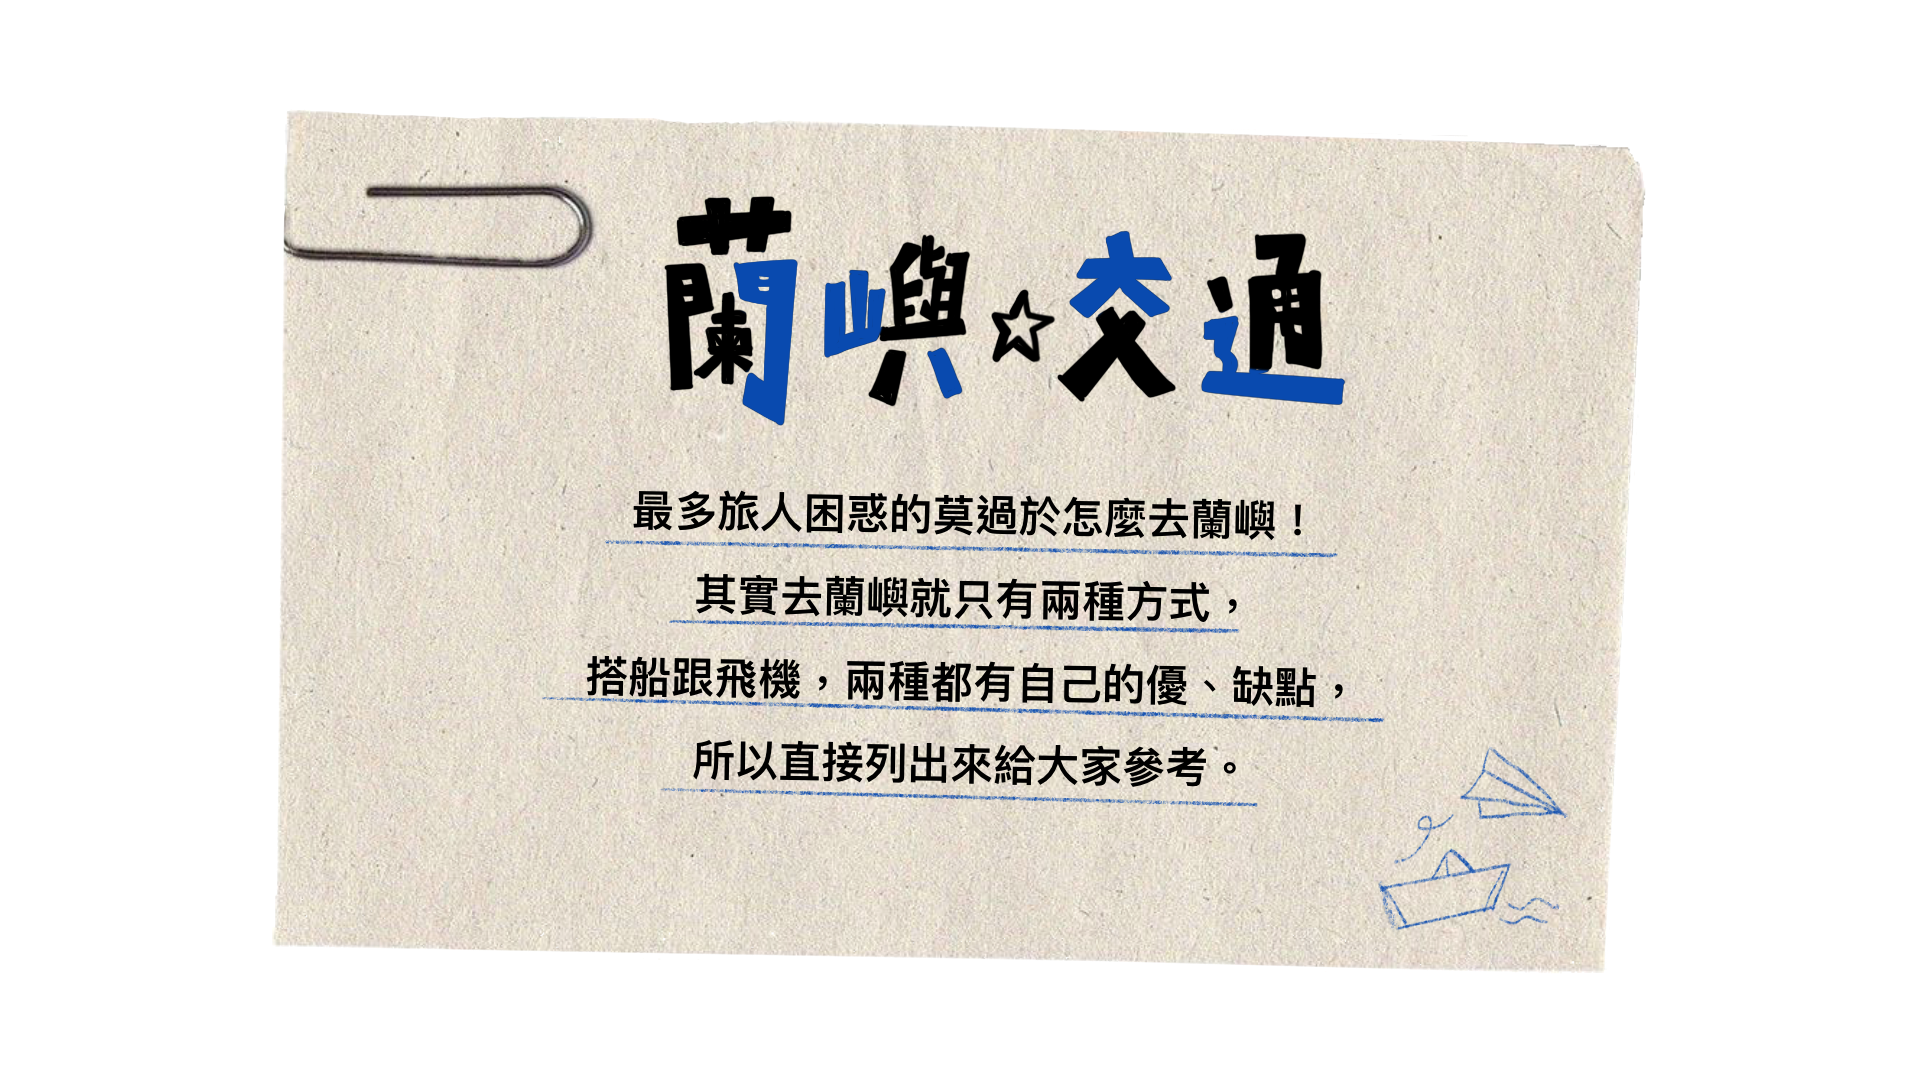 蘭嶼☆交通
最多旅人困惑的莫過於怎麼去蘭嶼！
其實去蘭嶼就只有兩種方式，
搭船跟飛機，兩種都有自己的優、缺點，
所以直接列出來給大家參考。